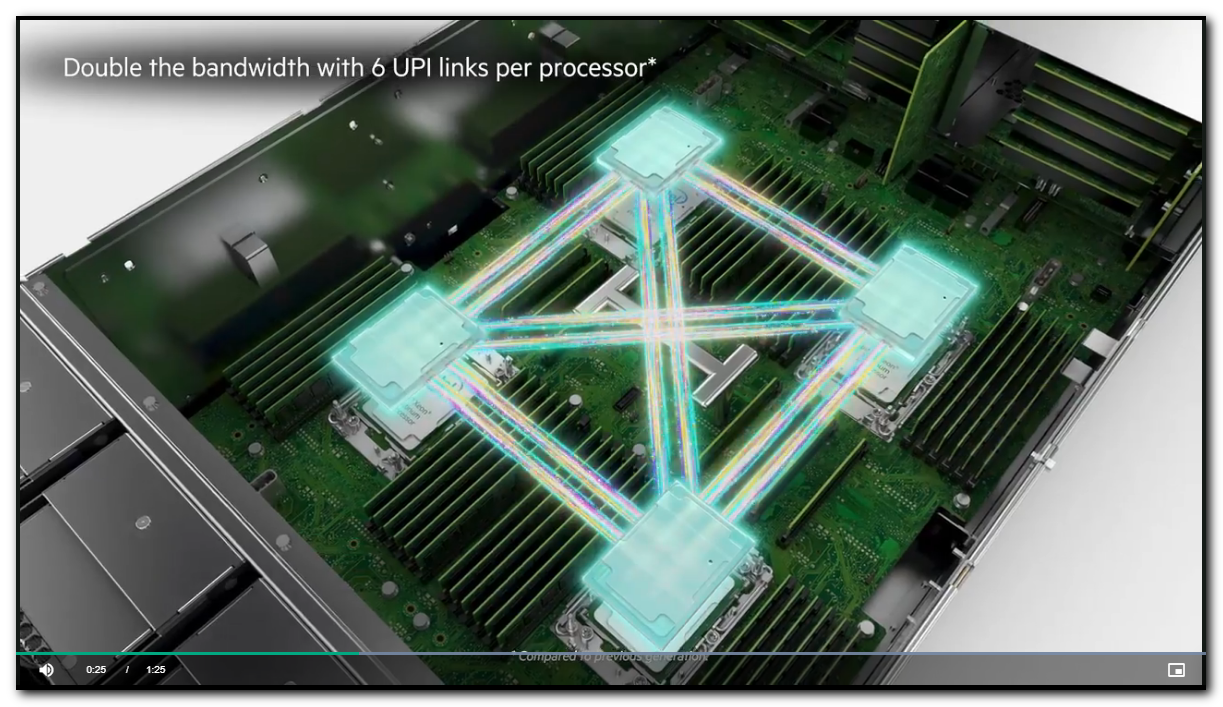 Double the bandwidth with 6 UPI links per processor*
* Compared to previous generation.
0:25 / 1:25